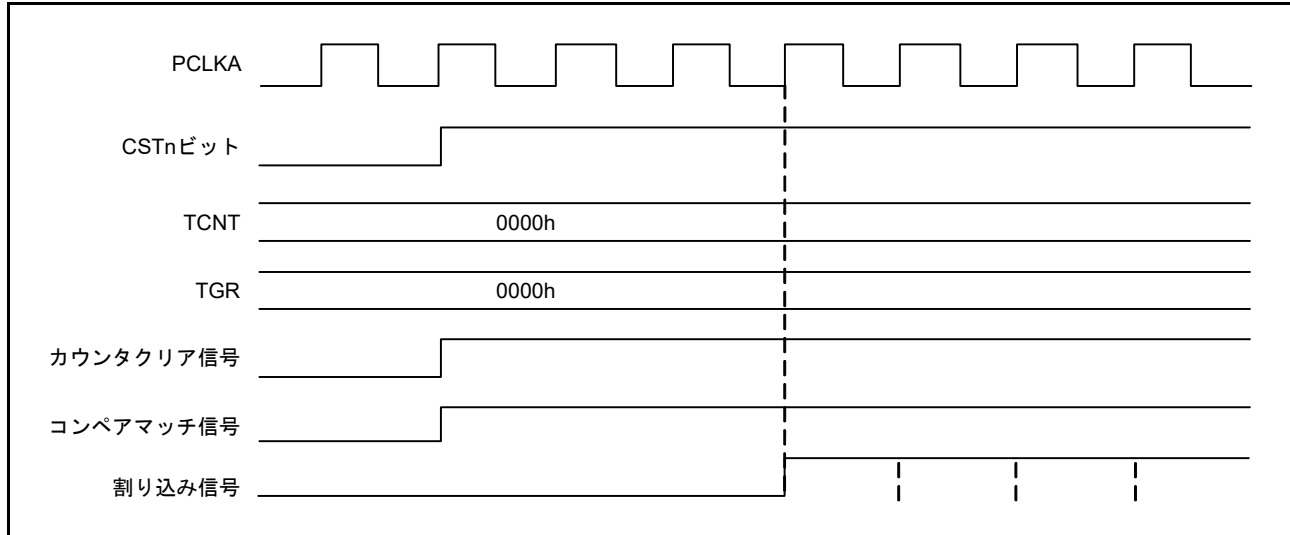 PCLKA
CSTnビット
TCNT 0000h
TGR 0000h
カウンタクリア信号
コンペアマッチ信号
割り込み信号